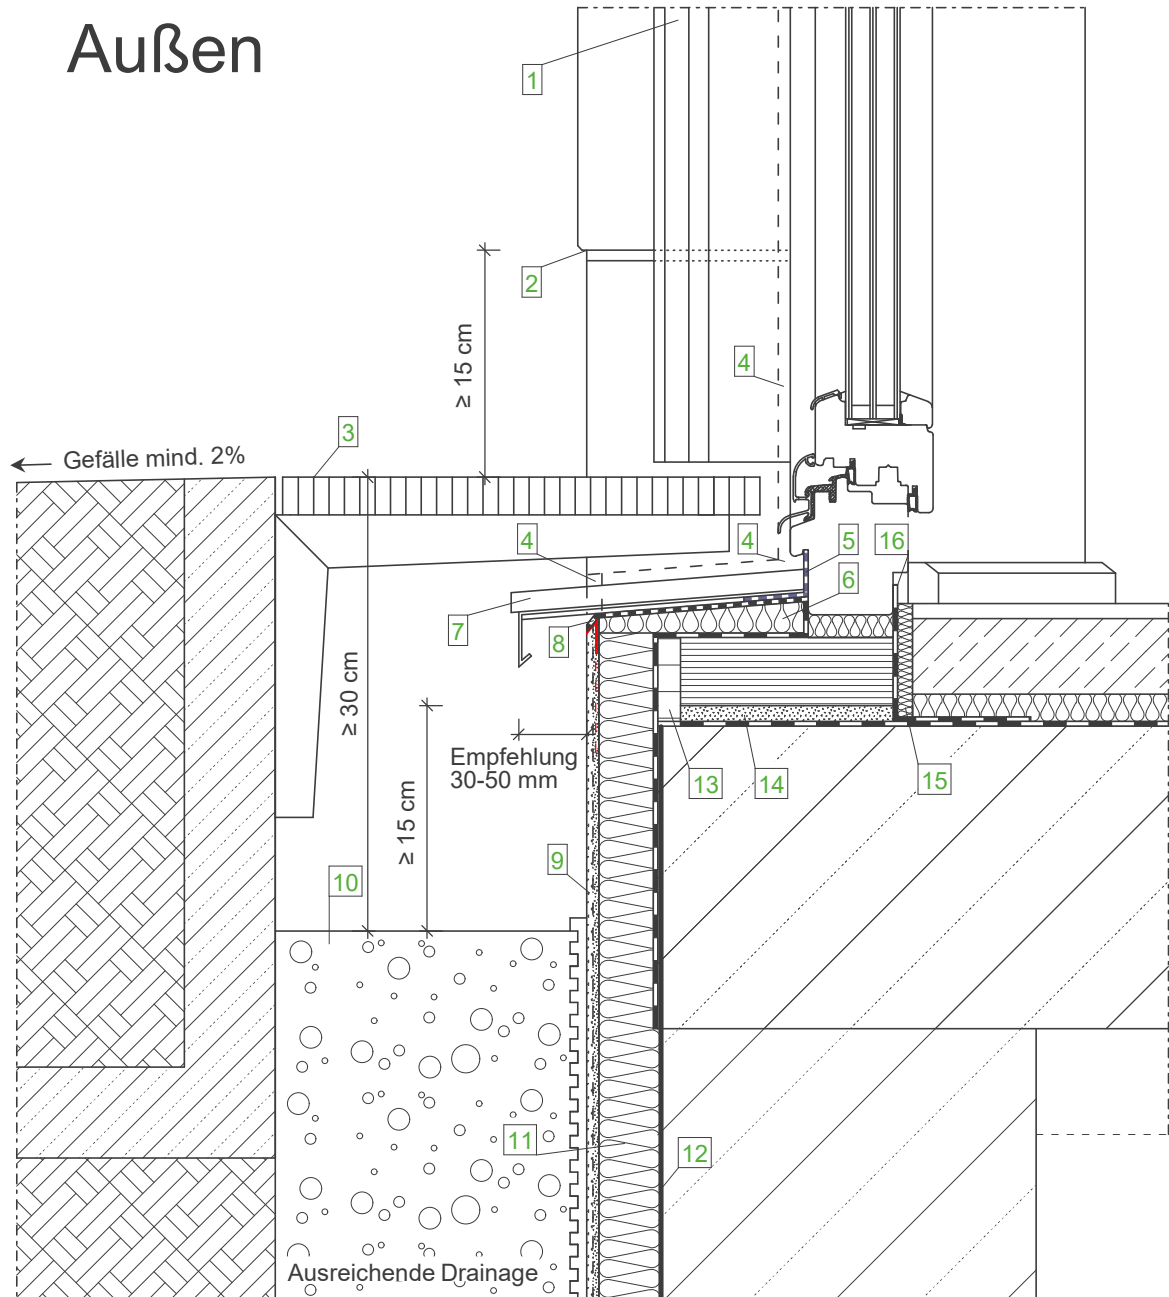 Außen
1
2
≥ 15 cm
4
3
Gefälle mind. 2%
4
4
5
16
6
7
8
≥ 30 cm
Empfehlung
30-50 mm
13
14
15
≥ 15 cm
9
10
11
12
Ausreichende Drainage